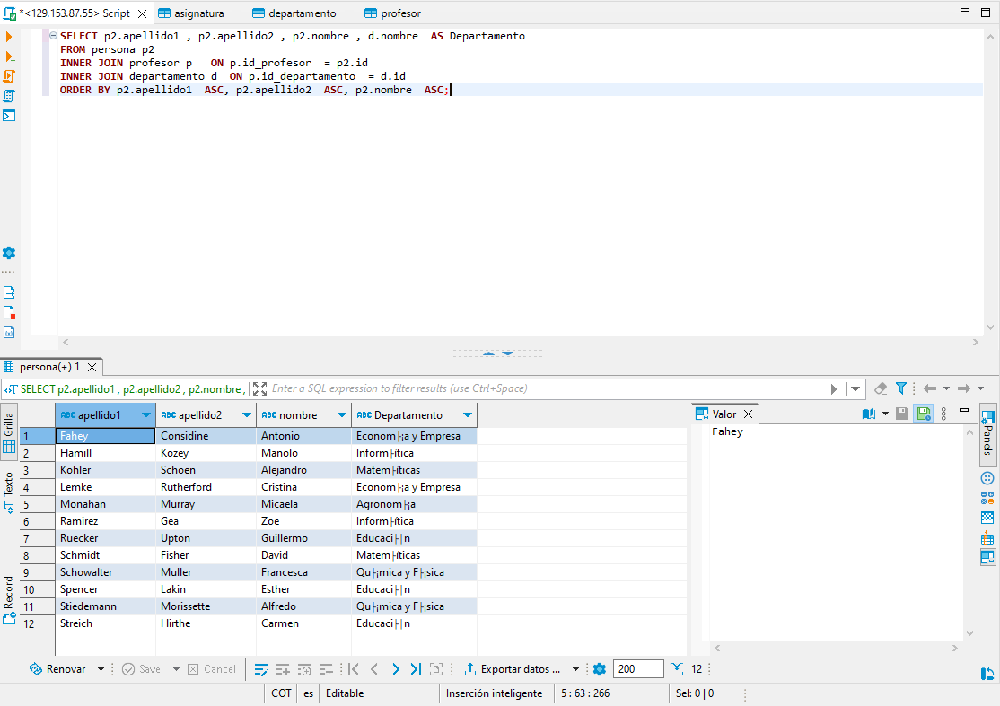 *<129.153.87.55> Script
asignatura
departamento
profesor
SELECT p2.apellido1 , p2.apellido2 , p2.nombre , d.nombre  AS Departamento
FROM persona p2
INNER JOIN profesor p   ON p.id_profesor  = p2.id
INNER JOIN departamento d  ON p.id_departamento  = d.id
ORDER BY p2.apellido1  ASC, p2.apellido2  ASC, p2.nombre  ASC;
persona(+) 1
SELECT p2.apellido1 , p2.apellido2 , p2.nombre , Enter a SQL expression to filter results (use Ctrl+Space)
Grilla
Texto
Record
ABC apellido1 ABC apellido2 ABC nombre ABC Departamento
1 Fahey Considine Antonio Econom├¡a y Empresa
2 Hamill Kozey Manolo Inform├ítica
3 Kohler Schoen Alejandro Matem├íticas
4 Lemke Rutherford Cristina Econom├¡a y Empresa
5 Monahan Murray Micaela Agronom├¡a
6 Ramirez Gea Zoe Inform├ítica
7 Ruecker Upton Guillermo Educaci├│n
8 Schmidt Fisher David Matem├íticas
9 Schowalter Muller Francesca Qu├¡mica y F├¡sica
10 Spencer Lakin Esther Educaci├│n
11 Stiedemann Morissette Alfredo Qu├¡mica y F├¡sica
12 Streich Hirthe Carmen Educaci├│n
Valor
Fahey
Panels
Renovar Save Cancel Exportar datos ... 200 12
COT es Editable Inserción inteligente 5 : 63 : 266 Sel: 0 | 0